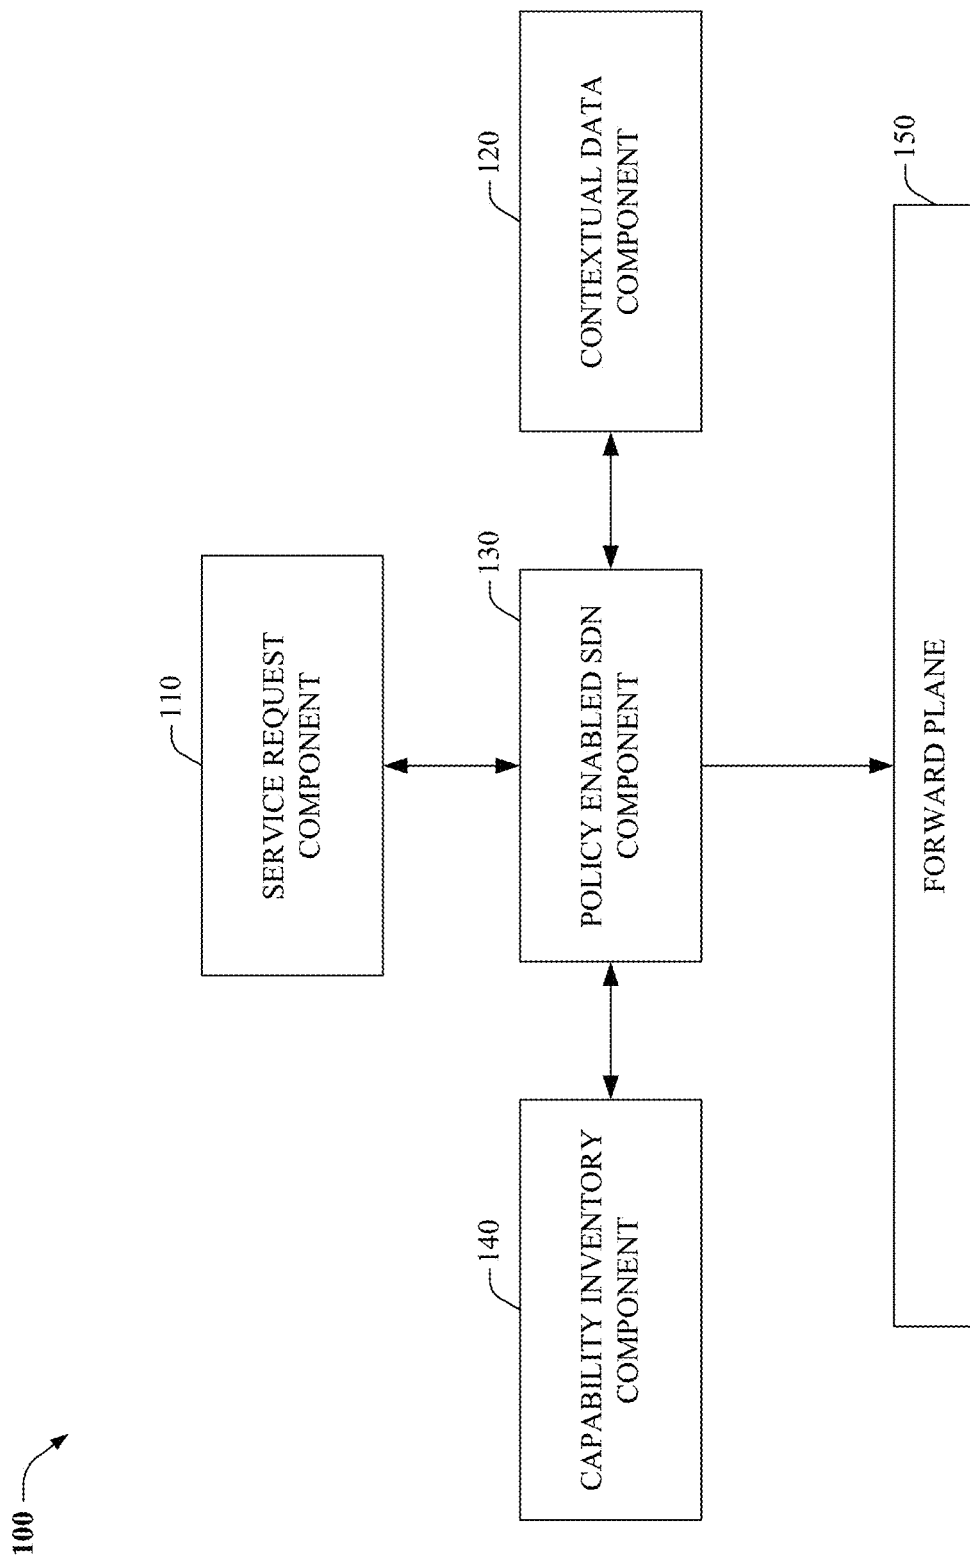 100
110
SERVICE REQUEST
COMPONENT
140
CAPABILITY INVENTORY
COMPONENT
130
POLICY ENABLED SDN
COMPONENT
120
CONTEXTUAL DATA
COMPONENT
150
FORWARD PLANE